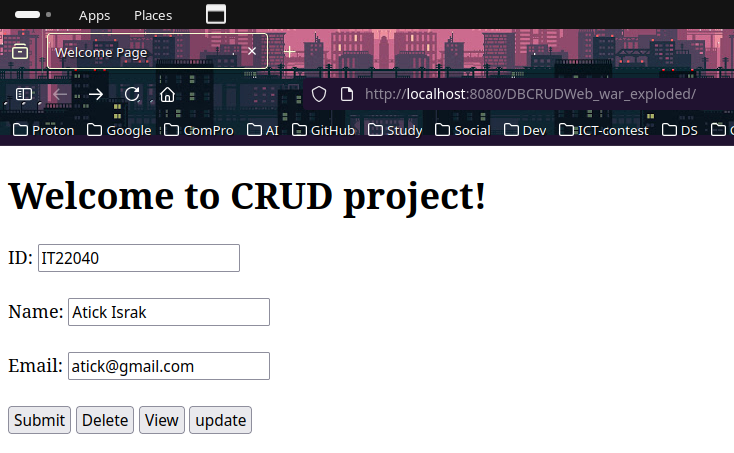 Apps Places
Welcome Page
http://localhost:8080/DBCRUDWeb_war_exploded/
Proton Google ComPro AI GitHub Study Social Dev ICT-contest DS
Welcome to CRUD project!
ID: IT22040
Name: Atick Israk
Email: atick@gmail.com
Submit Delete View update